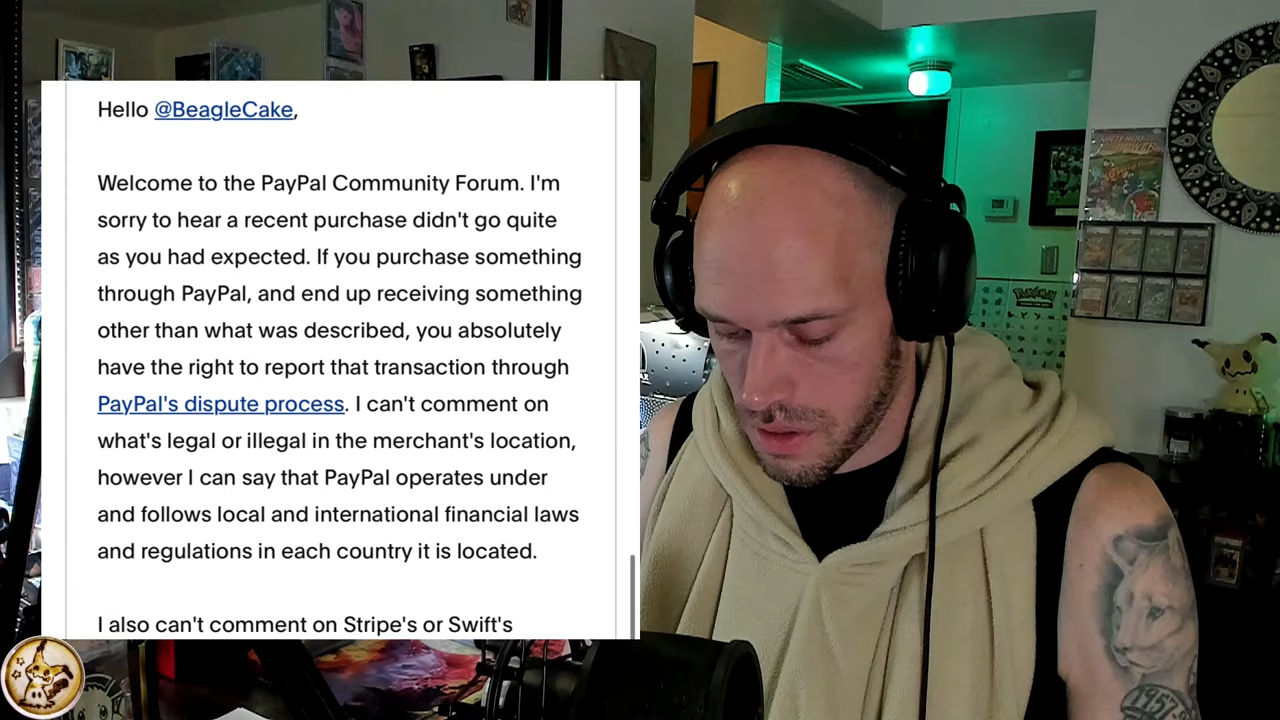 Hello @BeagleCake,
Welcome to the PayPal Community Forum. I'm
sorry to hear a recent purchase didn't go quite
as you had expected. If you purchase something
through PayPal, and end up receiving something
other than what was described, you absolutely
have the right to report that transaction through
PayPal's dispute process. I can't comment on
what's legal or illegal in the merchant's location,
however I can say that PayPal operates under
and follows local and international financial laws
and regulations in each country it is located.
I also can't comment on Stripe's or Swift's
POKéMON
1957